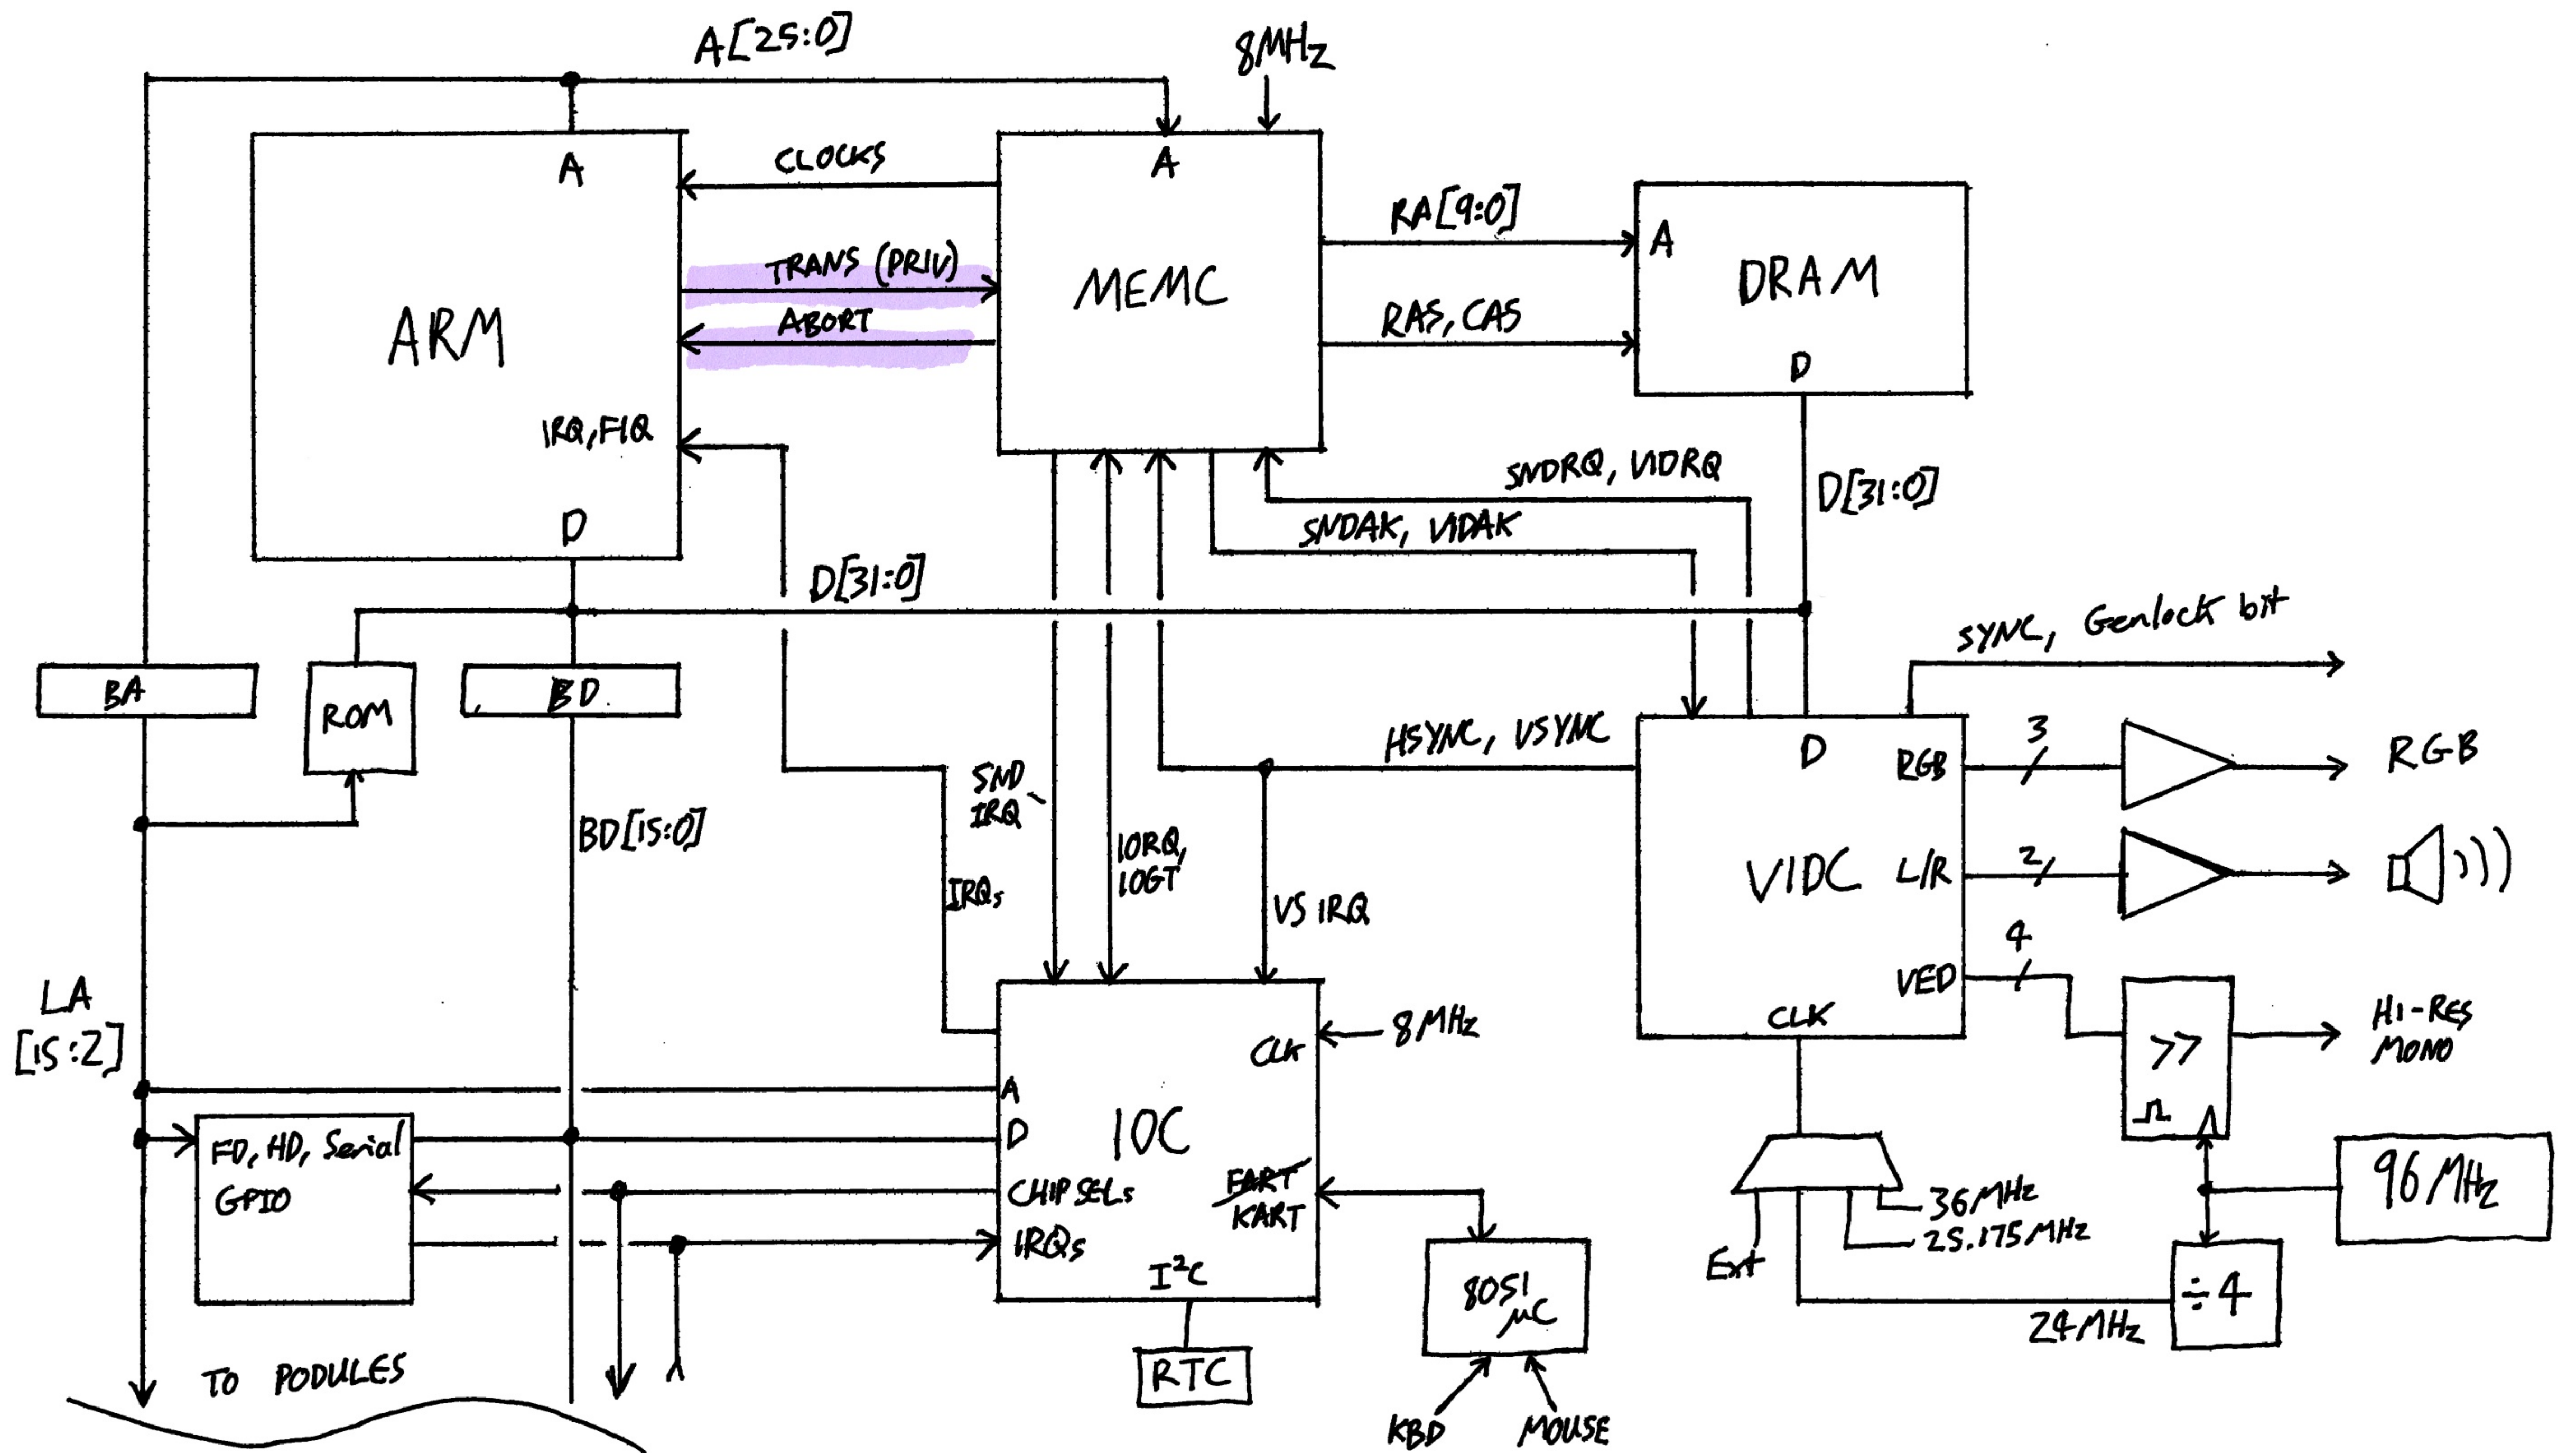 A[25:0]
8MHz
A
CLOCKS
A
RA[9:0]
A
TRANS (PRIV)
MEMC
DRAM
ARM
ABORT
RAS, CAS
D
IRQ, FIQ
SNDRQ, VIDRQ
D[31:0]
D
SNDAK, VIDAK
D[31:0]
SYNC, Genlock bit
BA
ROM
BD
HSYNC, VSYNC
D
RGB
3
RGB
SND
IRQ
BD[15:0]
IORQ,
IOGT
VIDC
L/R
2
IRQs
VS IRQ
4
VED
LA
[15:2]
CLK
8MHz
CLK
HI-RES
MONO
>>
A
FD, HD, Serial
GPIO
D
IOC
CHIP SELs
FART
KART
IRQs
I²C
36MHz
25.175MHz
Ext
96MHz
8051
µC
÷4
24MHz
RTC
TO PODULES
KBD
MOUSE